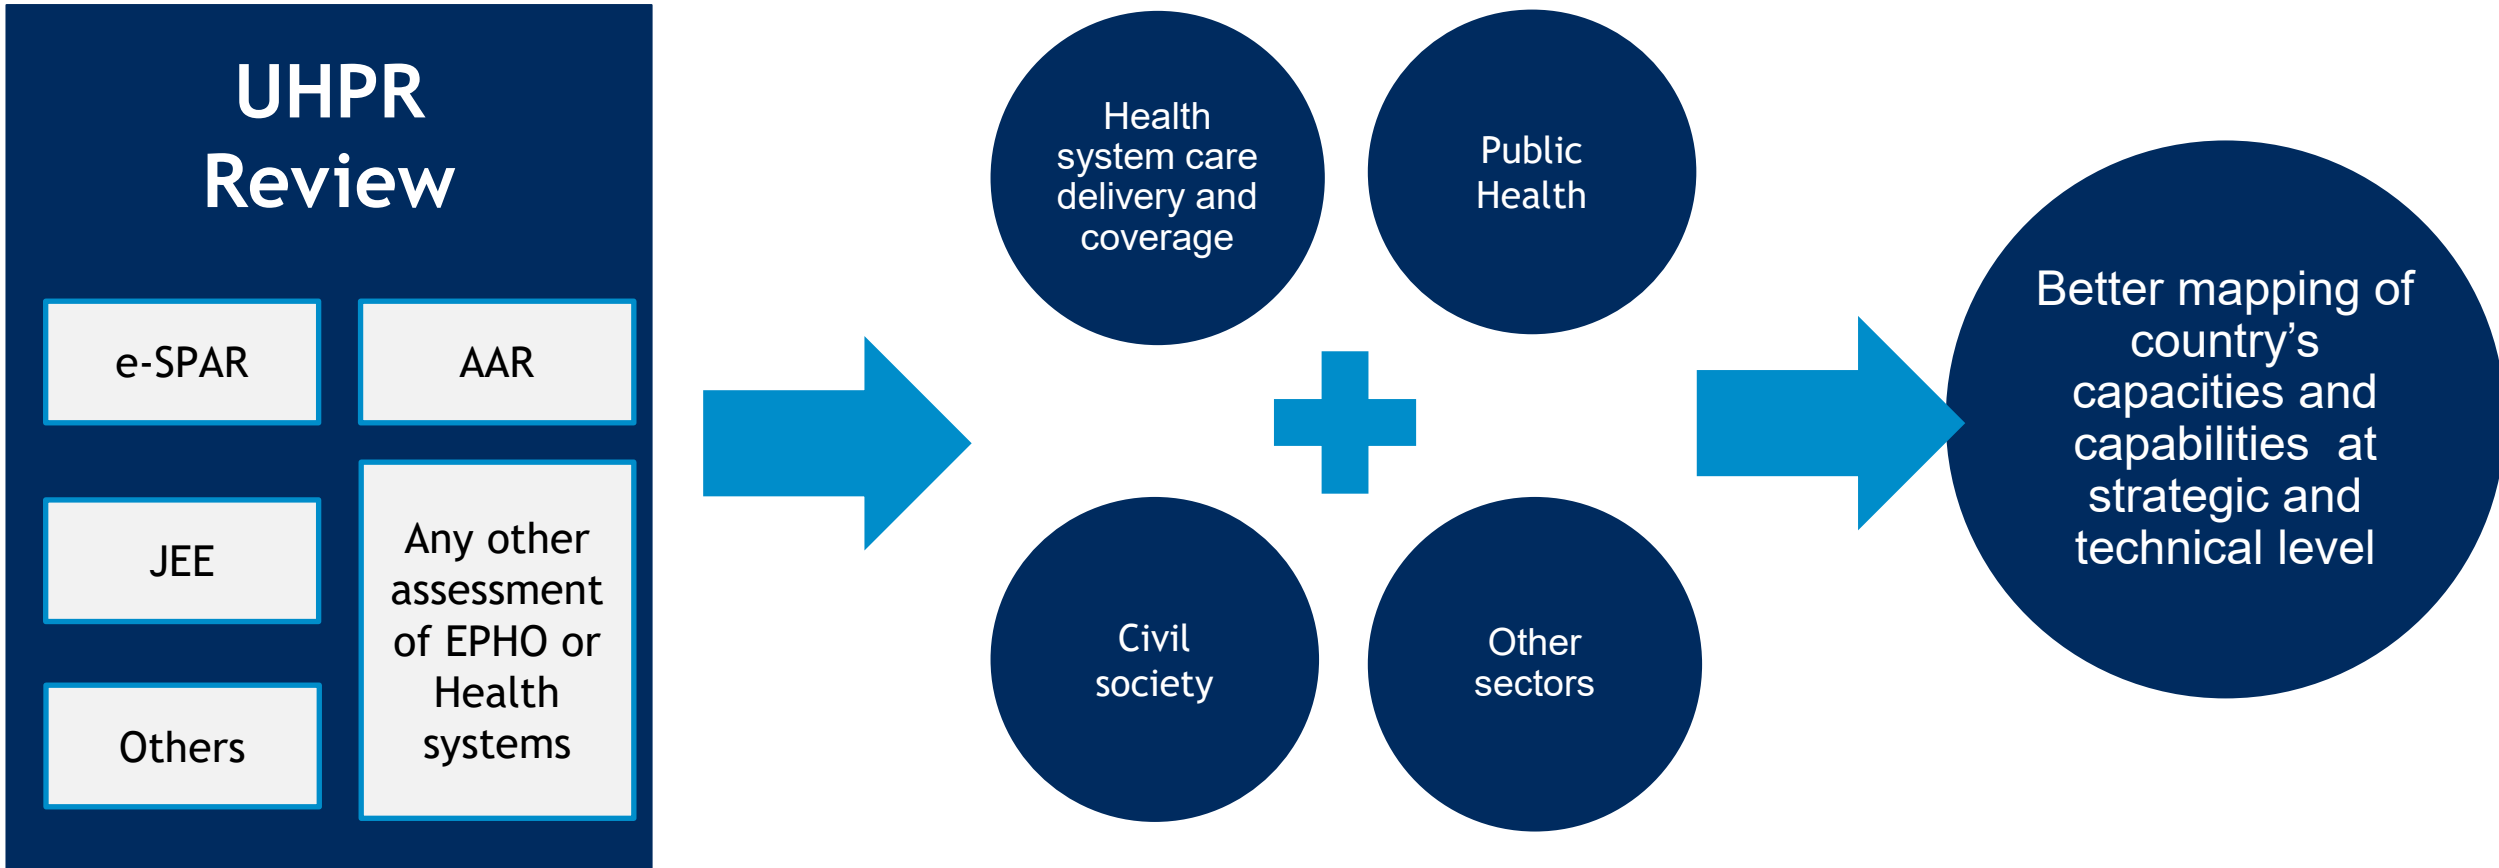 UHPR
Review
e-SPAR
AAR
JEE
Any other
assessment
of EPHO or
Health
systems
Others
Health
system care
delivery and
coverage
Public
Health
Civil
society
Other
sectors
Better mapping of
country’s
capacities and
capabilities  at
strategic and
technical level